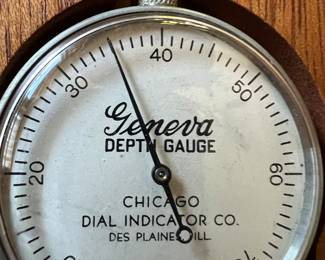 40
30
50
20
60
Geneva
DEPTH GAUGE
CHICAGO
DIAL INDICATOR CO.
DES PLAINES, ILL.